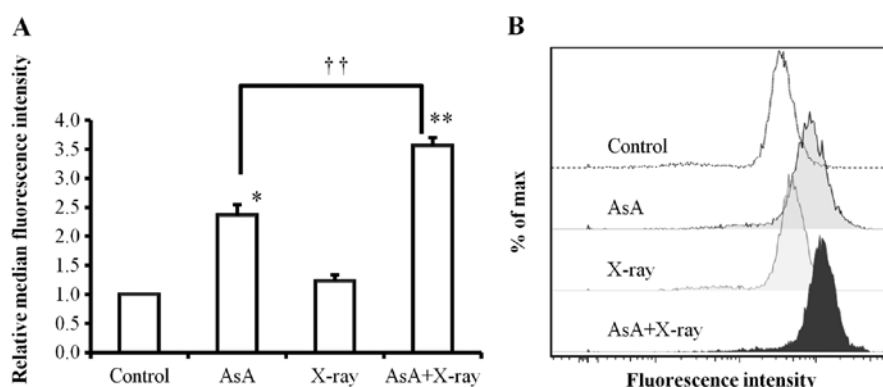 A
Relative median fluorescence intensity
4.0
3.5
3.0
2.5
2.0
1.5
1.0
0.5
0.0
††
*
**
Control
AsA
X-ray
AsA+X-ray
B
% of max
Control
AsA
X-ray
AsA+X-ray
Fluorescence intensity